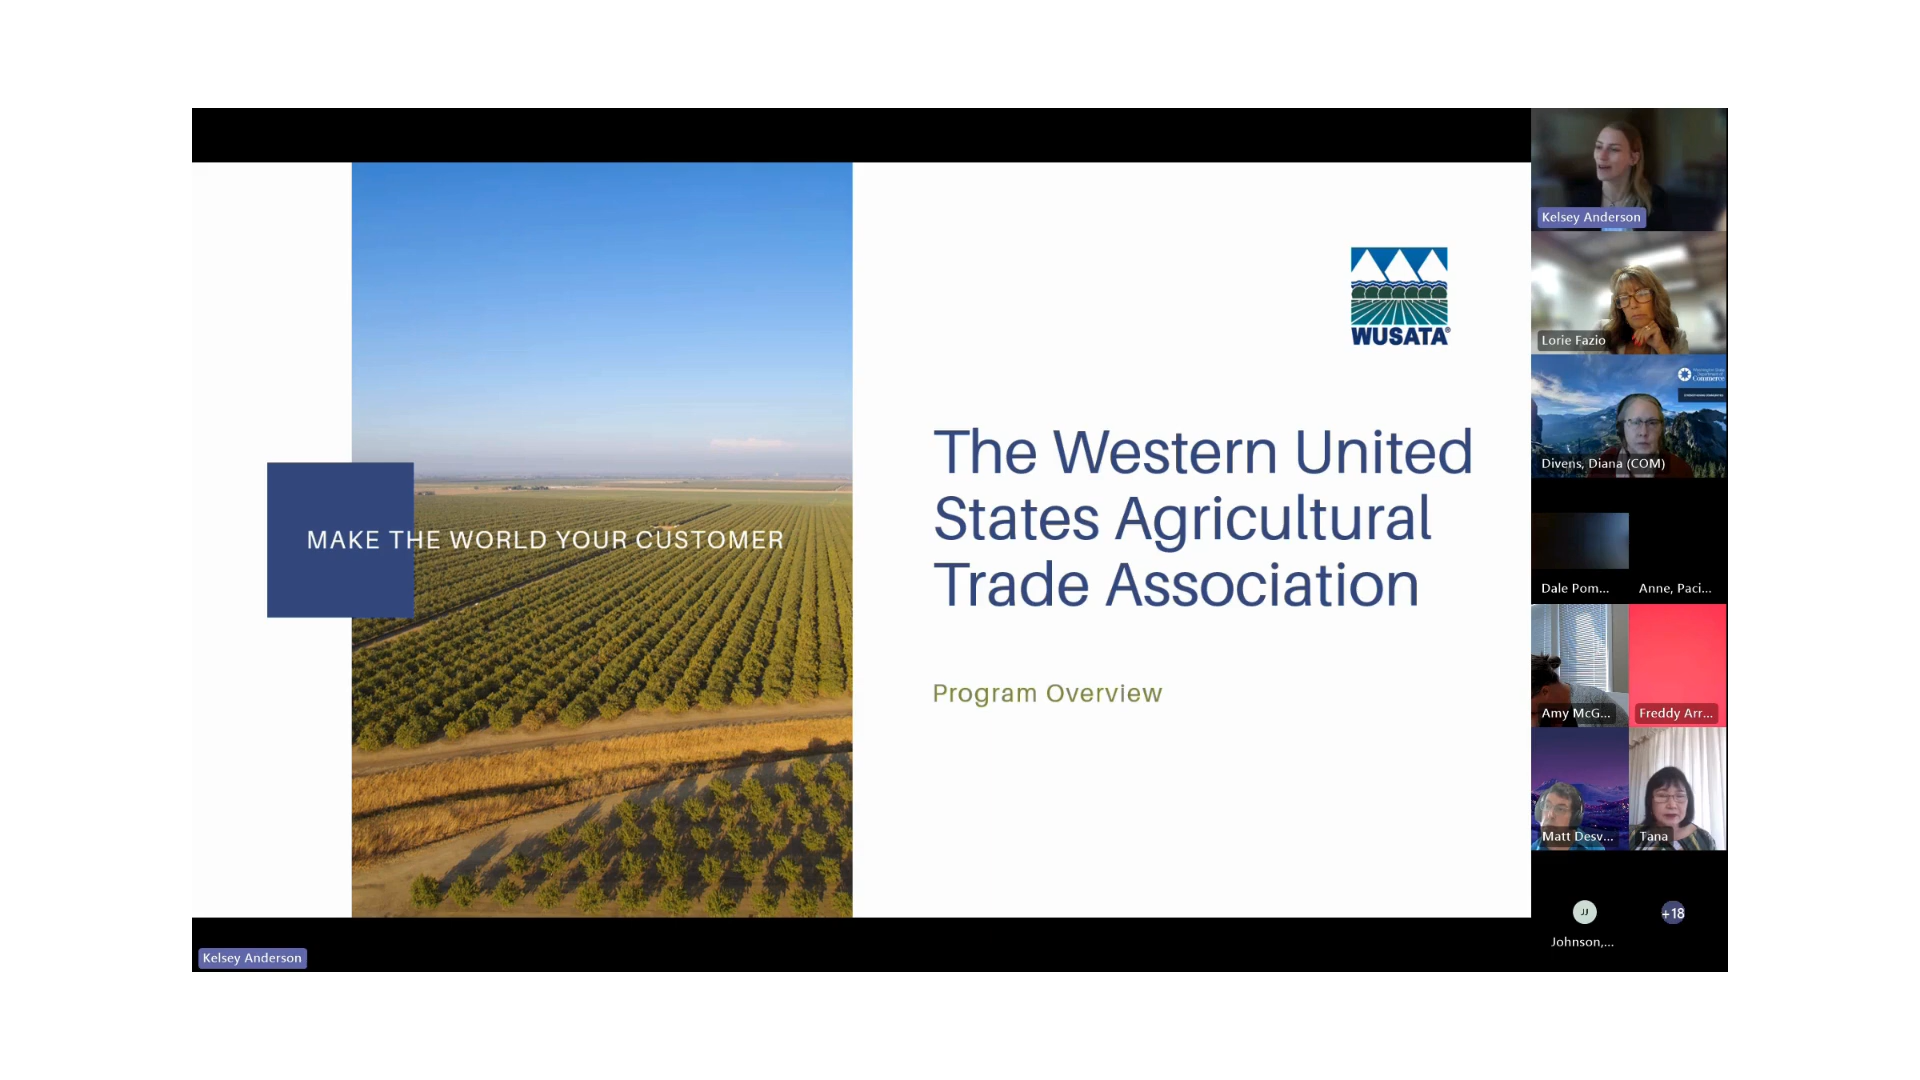 MAKE THE WORLD YOUR CUSTOMER
WUSATA®
The Western United
States Agricultural
Trade Association
Program Overview
Kelsey Anderson
Kelsey Anderson
Lorie Fazio
Commerce
Divens, Diana (COM)
Dale Pom...
Anne, Paci...
Amy McG...
Freddy Arr...
Matt Desv...
Tana
JJ
+18
Johnson,...